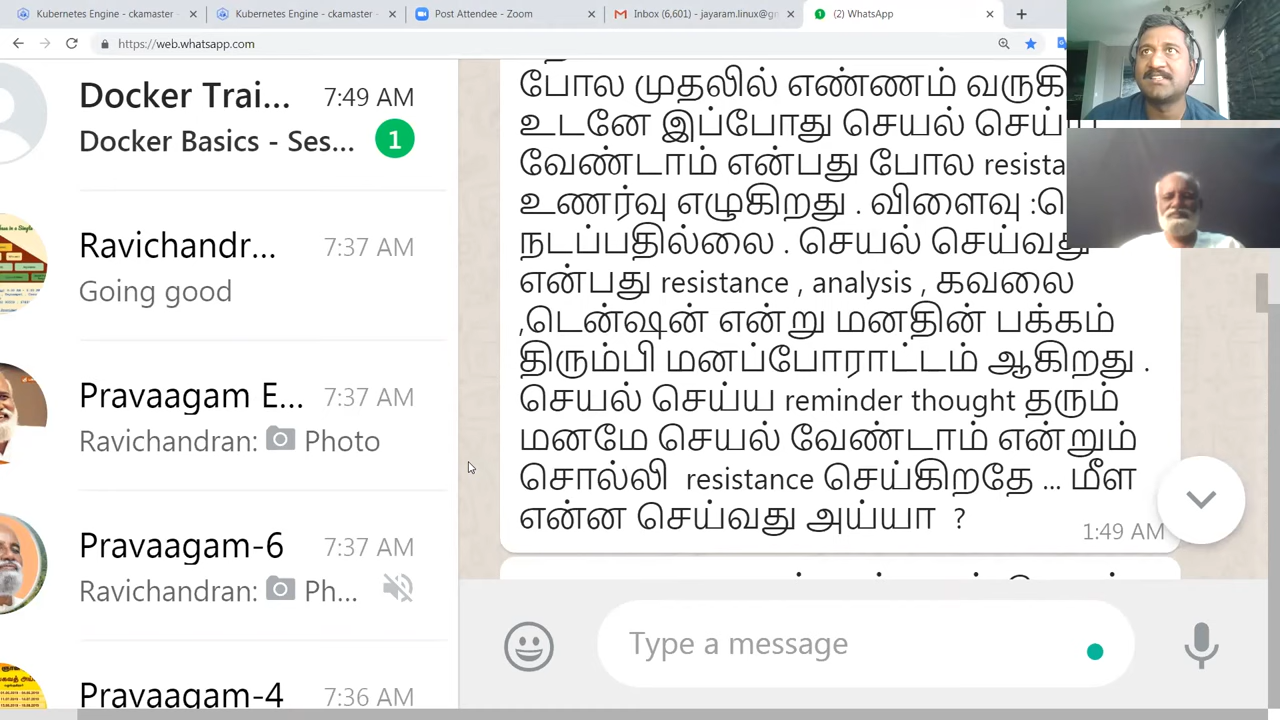 Kubernetes Engine - ckamaster -
Kubernetes Engine - ckamaster -
Post Attendee - Zoom
Inbox (6,601) - jayaram.linux@gm
(2) WhatsApp
https://web.whatsapp.com
Docker Trai... 7:49 AM
Docker Basics - Ses... 1
Ravichandr... 7:37 AM
Going good
Pravaagam E... 7:37 AM
Ravichandran: Photo
Pravaagam-6 7:37 AM
Ravichandran: Ph...
Pravaagam-4 7:36 AM
போல முதலில் எண்ணம் வருகி
உடனே இப்போது செயல் செய்ய
வேண்டாம் என்பது போல resista
உணர்வு எழுகிறது . விளைவு :
நடப்பதில்லை . செயல் செய்வது
என்பது resistance , analysis , கவலை
,டென்ஷன் என்று மனதின் பக்கம்
திரும்பி மனப்போராட்டம் ஆகிறது .
செயல் செய்ய reminder thought தரும்
மனமே செயல் வேண்டாம் என்றும்
சொல்லி resistance செய்கிறதே ... மீள
என்ன செய்வது அய்யா ?
1:49 AM
Type a message